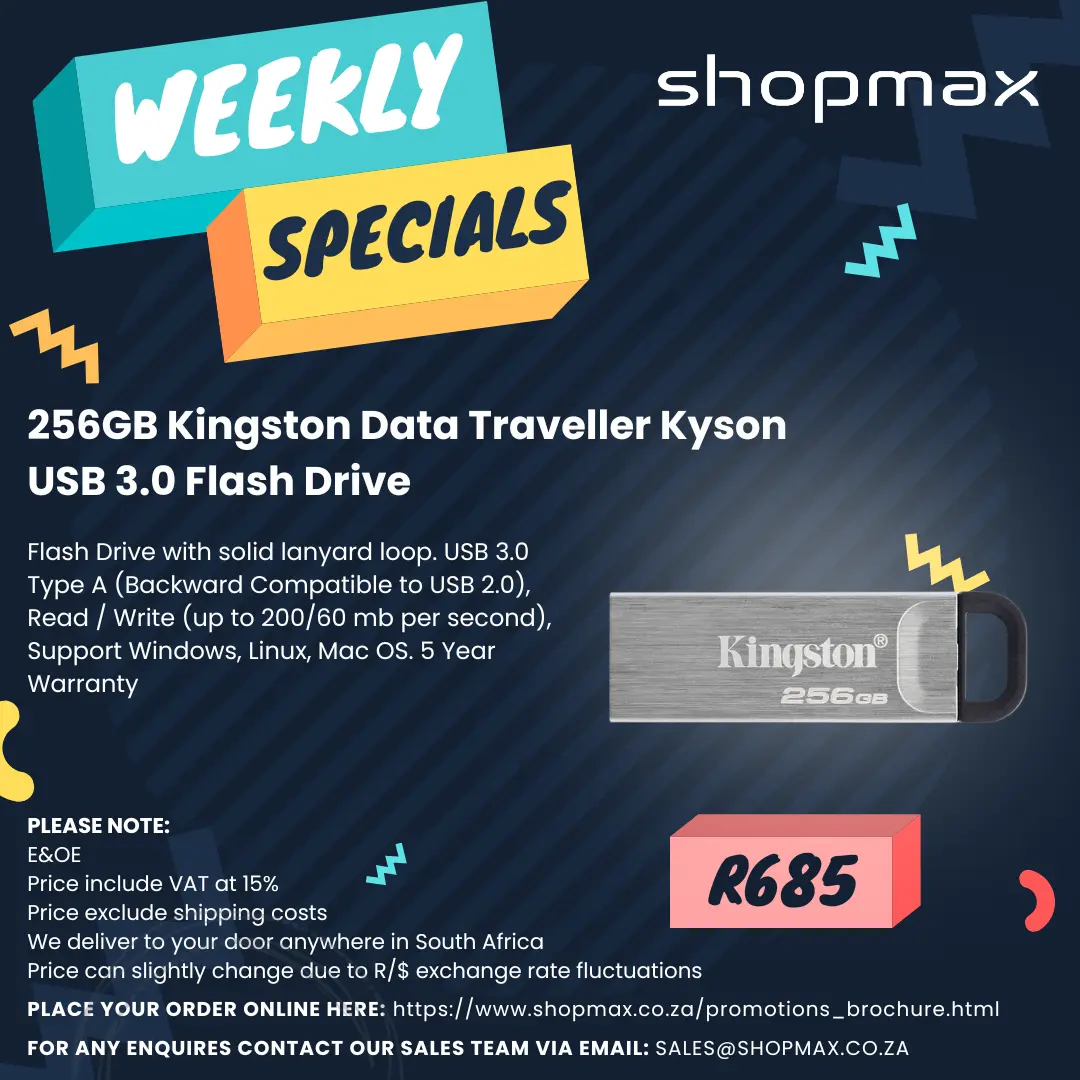 WEEKLY
shopmax
SPECIALS
256GB Kingston Data Traveller Kyson
USB 3.0 Flash Drive
Flash Drive with solid lanyard loop. USB 3.0
Type A (Backward Compatible to USB 2.0),
Read / Write (up to 200/60 mb per second),
Support Windows, Linux, Mac OS. 5 Year
Warranty
Kingston®
256GB
PLEASE NOTE:
E&OE
Price include VAT at 15%
Price exclude shipping costs
We deliver to your door anywhere in South Africa
Price can slightly change due to R/$ exchange rate fluctuations
R685
PLACE YOUR ORDER ONLINE HERE: https://www.shopmax.co.za/promotions_brochure.html
FOR ANY ENQUIRES CONTACT OUR SALES TEAM VIA EMAIL: SALES@SHOPMAX.CO.ZA